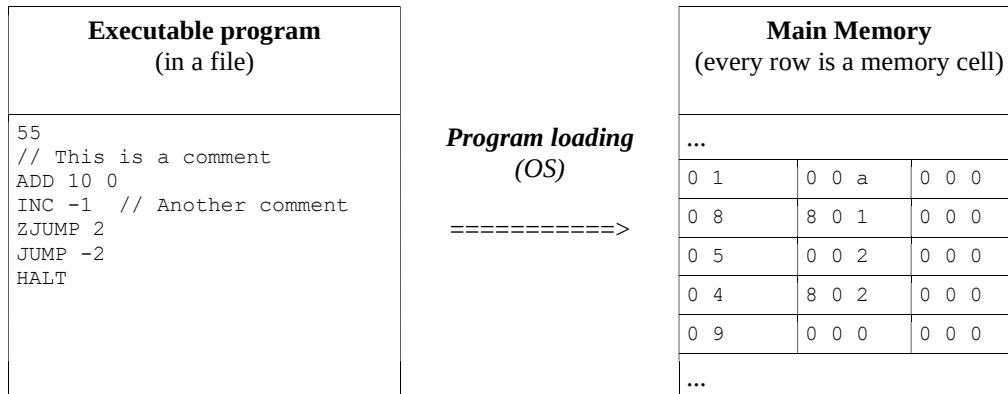 Executable program
(in a file)
55
// This is a comment
ADD 10 0
INC -1  // Another comment
ZJUMP 2
JUMP -2
HALT
Program loading
(OS)
===========>
Main Memory
(every row is a memory cell)
...
0 1 0 0 a 0 0 0
0 8 8 0 1 0 0 0
0 5 0 0 2 0 0 0
0 4 8 0 2 0 0 0
0 9 0 0 0 0 0 0
...